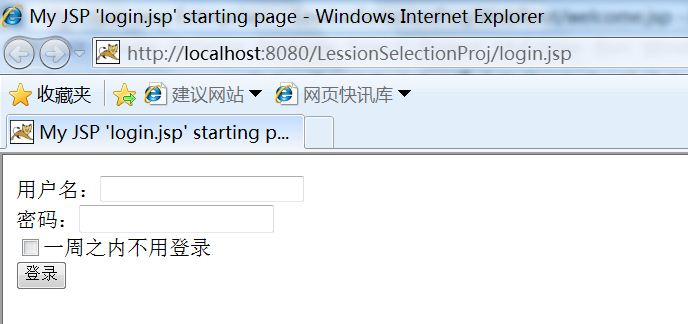 My JSP 'login.jsp' starting page - Windows Internet Explorer
http://localhost:8080/LessionSelectionProj/login.jsp
收藏夹 建议网站 网页快讯库
My JSP 'login.jsp' starting p...
用户名：
密码：
一周之内不用登录
登录